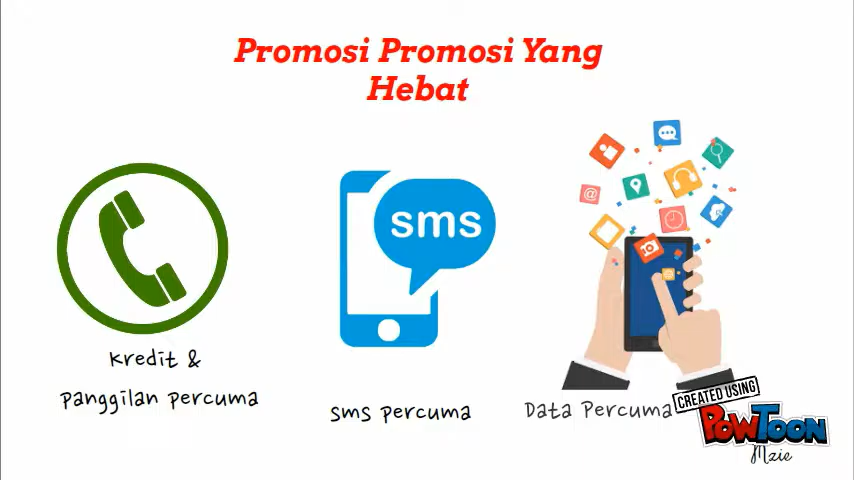 Promosi Promosi Yang
Hebat
sms
Kredit &
Panggilan Percuma
SMS Percuma
Data Percuma
CREATED USING
POWTOON
Mzie